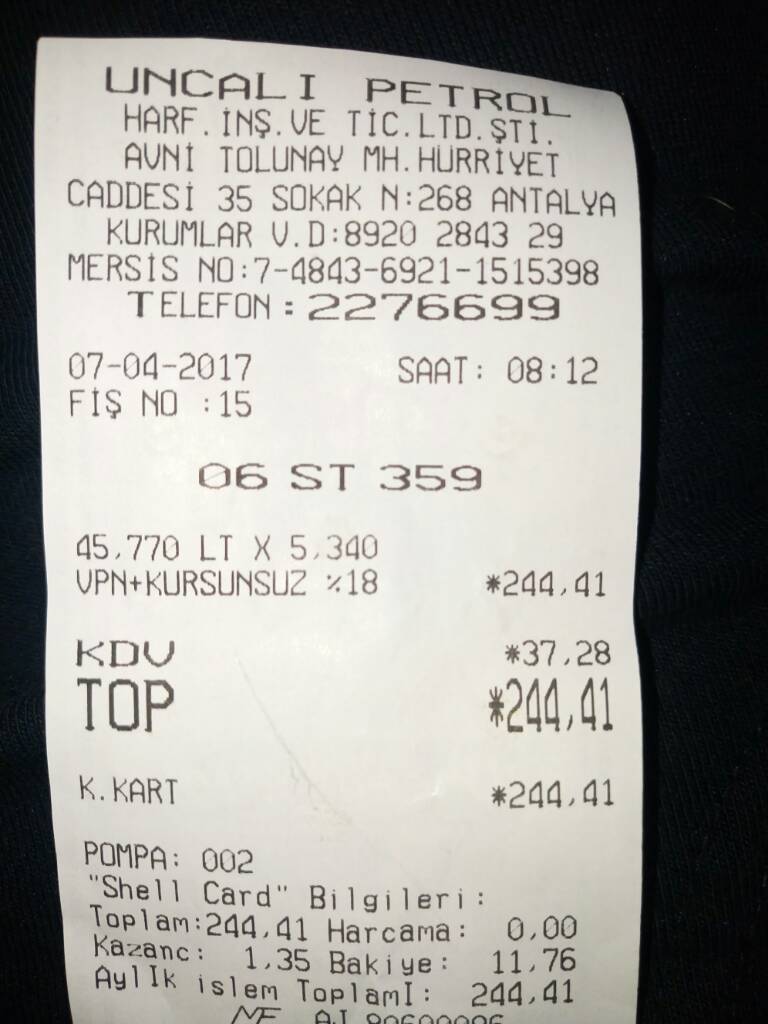 UNCALI PETROL
HARF.İNŞ.VE TİC.LTD.ŞTİ.
AVNİ TOLUNAY MH.HÜRRİYET
CADDESİ 35 SOKAK N:268 ANTALYA
KURUMLAR V.D:8920 2843 29
MERSİS NO:7-4843-6921-1515398
TELEFON:2276699
07-04-2017 SAAT: 08:12
FİŞ NO :15
06 ST 359
45,770 LT X 5,340
VPN+KURSUNSUZ %18 *244,41
KDV *37,28
TOP *244,41
K.KART *244,41
POMPA: 002
"Shell Card" Bilgileri:
Toplam:244,41 Harcama: 0,00
Kazanc: 1,35 Bakiye: 11,76
AylIk islem ToplamI: 244,41